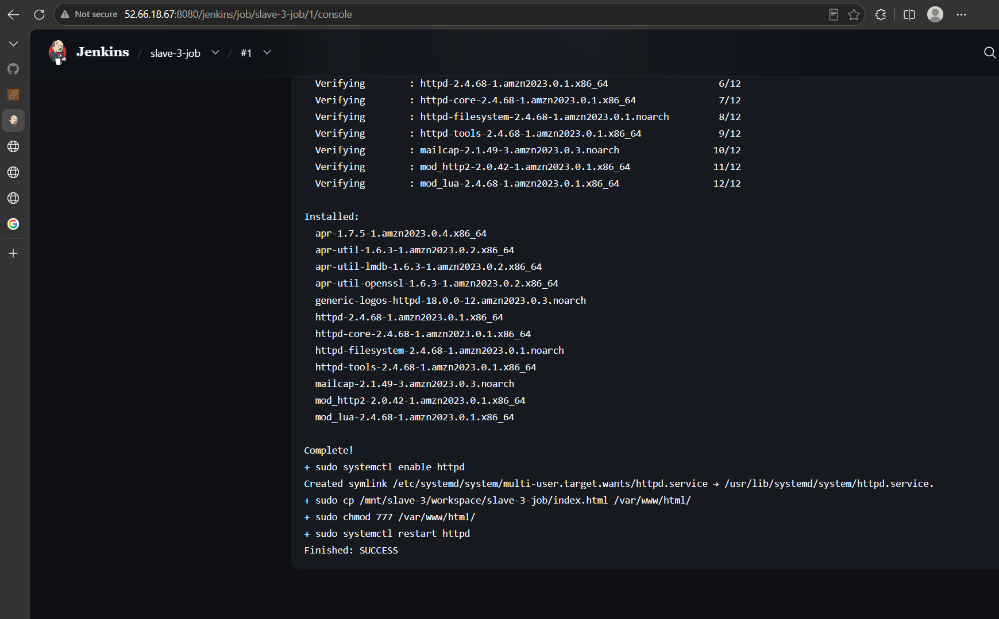 Not secure 52.66.18.67:8080/jenkins/job/slave-3-job/1/console
Jenkins / slave-3-job / #1
Verifying : httpd-2.4.68-1.amzn2023.0.1.x86_64 6/12
Verifying : httpd-core-2.4.68-1.amzn2023.0.1.x86_64 7/12
Verifying : httpd-filesystem-2.4.68-1.amzn2023.0.1.noarch 8/12
Verifying : httpd-tools-2.4.68-1.amzn2023.0.1.x86_64 9/12
Verifying : mailcap-2.1.49-3.amzn2023.0.3.noarch 10/12
Verifying : mod_http2-2.0.42-1.amzn2023.0.1.x86_64 11/12
Verifying : mod_lua-2.4.68-1.amzn2023.0.1.x86_64 12/12
Installed:
apr-1.7.5-1.amzn2023.0.4.x86_64
apr-util-1.6.3-1.amzn2023.0.2.x86_64
apr-util-lmdb-1.6.3-1.amzn2023.0.2.x86_64
apr-util-openssl-1.6.3-1.amzn2023.0.2.x86_64
generic-logos-httpd-18.0.0-12.amzn2023.0.3.noarch
httpd-2.4.68-1.amzn2023.0.1.x86_64
httpd-core-2.4.68-1.amzn2023.0.1.x86_64
httpd-filesystem-2.4.68-1.amzn2023.0.1.noarch
httpd-tools-2.4.68-1.amzn2023.0.1.x86_64
mailcap-2.1.49-3.amzn2023.0.3.noarch
mod_http2-2.0.42-1.amzn2023.0.1.x86_64
mod_lua-2.4.68-1.amzn2023.0.1.x86_64
Complete!
+ sudo systemctl enable httpd
Created symlink /etc/systemd/system/multi-user.target.wants/httpd.service → /usr/lib/systemd/system/httpd.service.
+ sudo cp /mnt/slave-3/workspace/slave-3-job/index.html /var/www/html/
+ sudo chmod 777 /var/www/html/
+ sudo systemctl restart httpd
Finished: SUCCESS